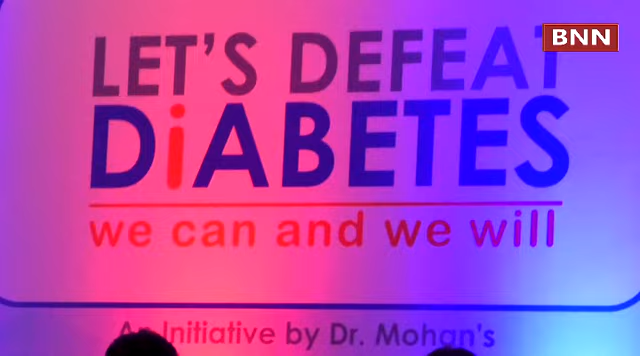 BNN
LET'S DEFEAT
DiABETES
we can and we will
An Initiative by Dr. Mohan's